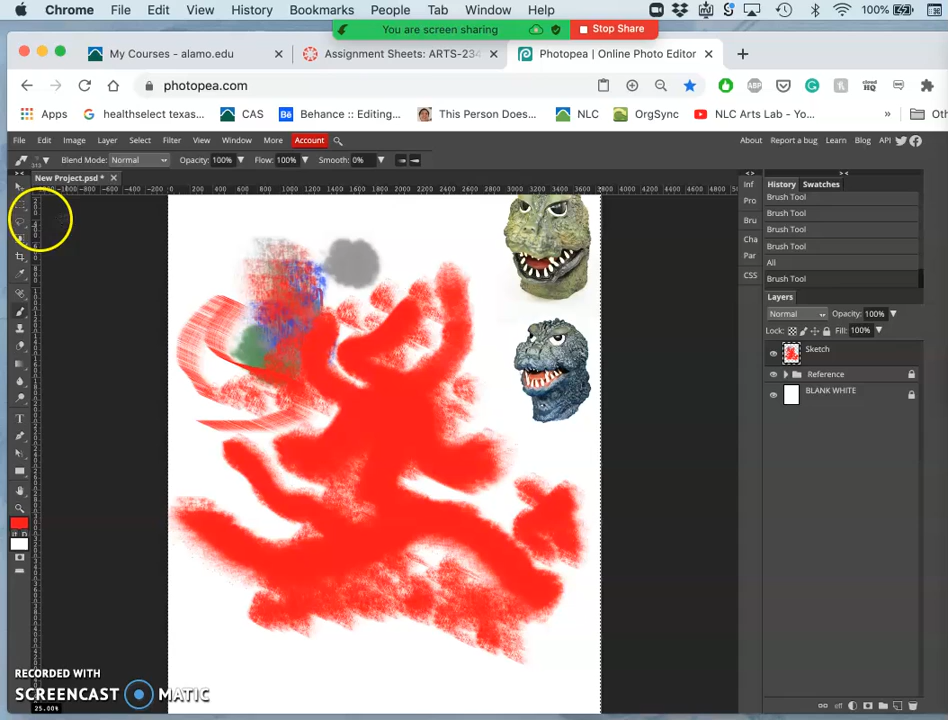 Chrome File Edit View History Bookmarks People Tab Window Help 100%
You are screen sharing Stop Share
My Courses - alamo.edu Assignment Sheets: ARTS-234 Photopea | Online Photo Editor
photopea.com
Apps healthselect texas... CAS Behance :: Editing... This Person Does... NLC OrgSync NLC Arts Lab - Yo... » Ot
File Edit Image Layer Select Filter View Window More Account About Report a bug Learn Blog API
Blend Mode: Normal Opacity: 100% Flow: 100% Smooth: 0%
313
New Project.psd *
History Swatches
Inf
Pro
Cha
Par
CSS
Brush Tool
Brush Tool
Brush Tool
Brush Tool
All
Brush Tool
Layers
Normal Opacity: 100%
Lock: Fill: 100%
Sketch
Reference
BLANK WHITE
RECORDED WITH
SCREENCAST MATIC
25.00%